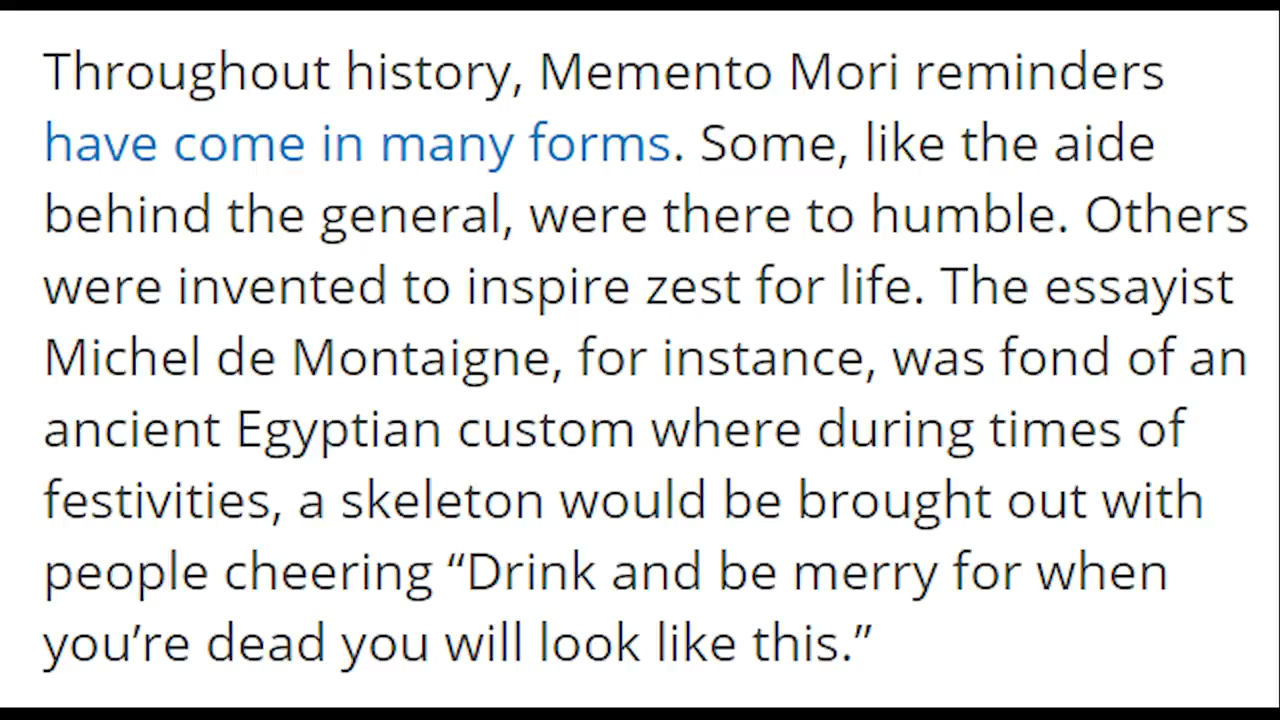 Throughout history, Memento Mori reminders
have come in many forms. Some, like the aide
behind the general, were there to humble. Others
were invented to inspire zest for life. The essayist
Michel de Montaigne, for instance, was fond of an
ancient Egyptian custom where during times of
festivities, a skeleton would be brought out with
people cheering “Drink and be merry for when
you’re dead you will look like this.”